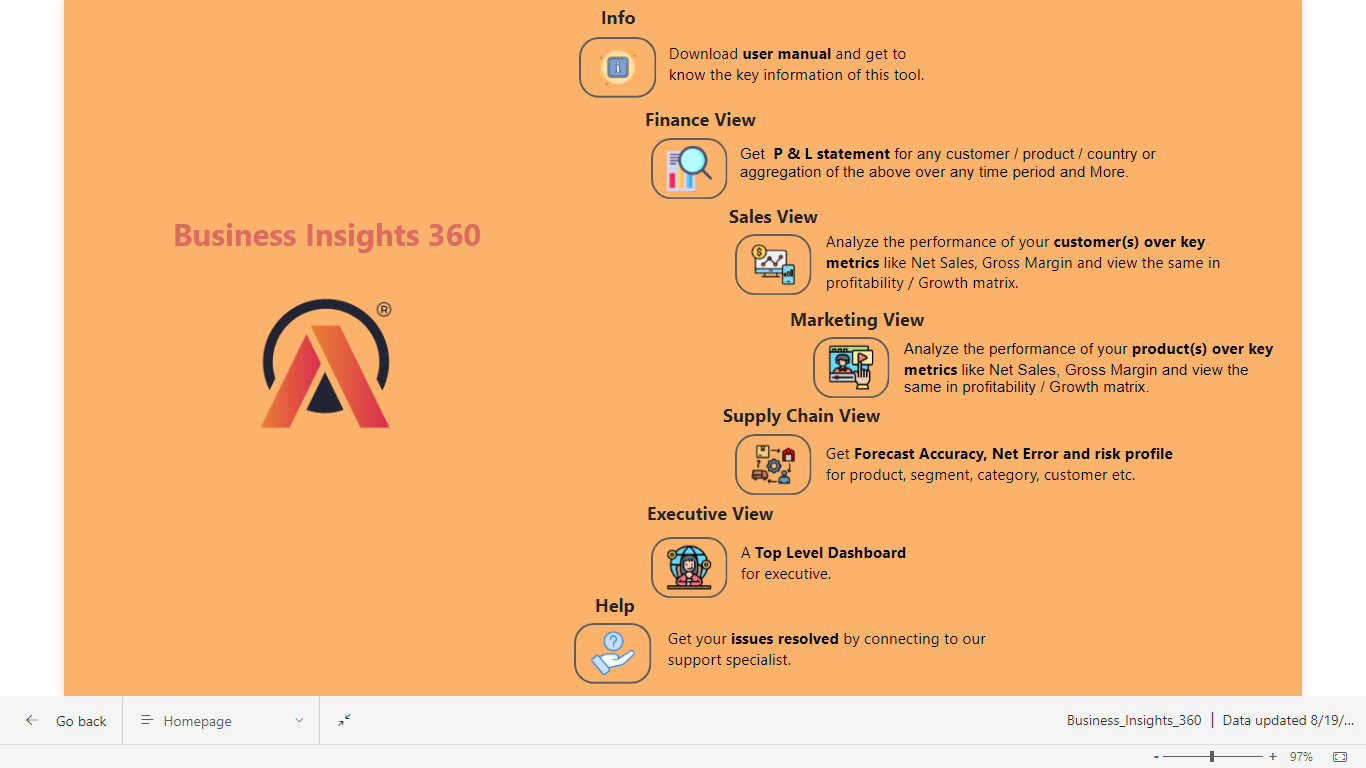 Info
Download user manual and get to
know the key information of this tool.
Finance View
Get  P & L statement for any customer / product / country or
aggregation of the above over any time period and More.
Business Insights 360
®
Sales View
Analyze the performance of your customer(s) over key
metrics like Net Sales, Gross Margin and view the same in
profitability / Growth matrix.
Marketing View
Analyze the performance of your product(s) over key
metrics like Net Sales, Gross Margin and view the
same in profitability / Growth matrix.
Supply Chain View
Get Forecast Accuracy, Net Error and risk profile
for product, segment, category, customer etc.
Executive View
A Top Level Dashboard
for executive.
Help
Get your issues resolved by connecting to our
support specialist.
Go back
Homepage
Business_Insights_360 | Data updated 8/19/...
- + 97%